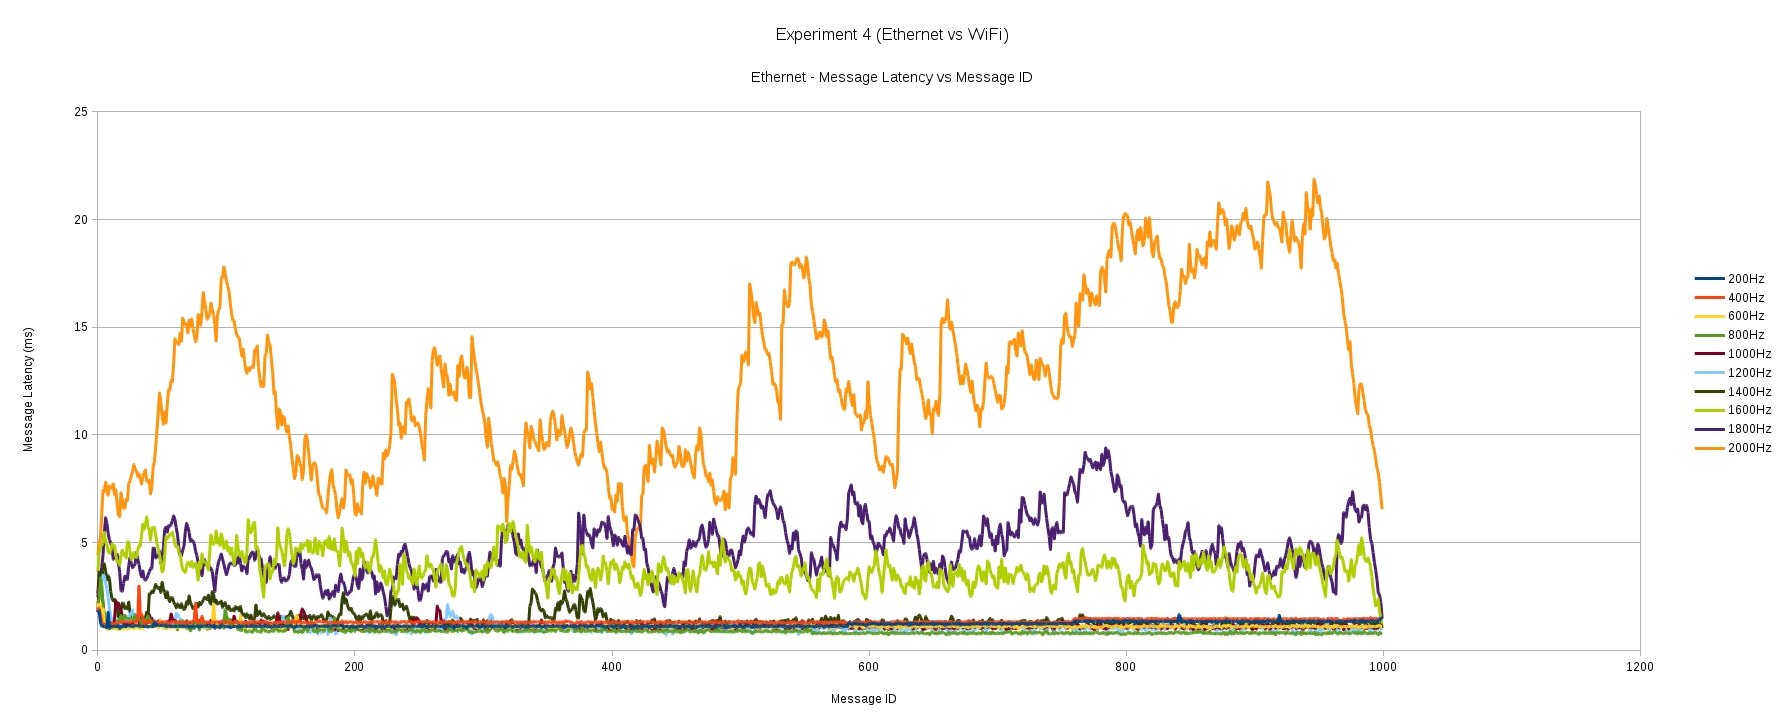 Experiment 4 (Ethernet vs WiFi)
Ethernet - Message Latency vs Message ID
25
20
15
10
5
0
Message Latency (ms)
0 200 400 600 800 1000 1200
Message ID
200Hz
400Hz
600Hz
800Hz
1000Hz
1200Hz
1400Hz
1600Hz
1800Hz
2000Hz